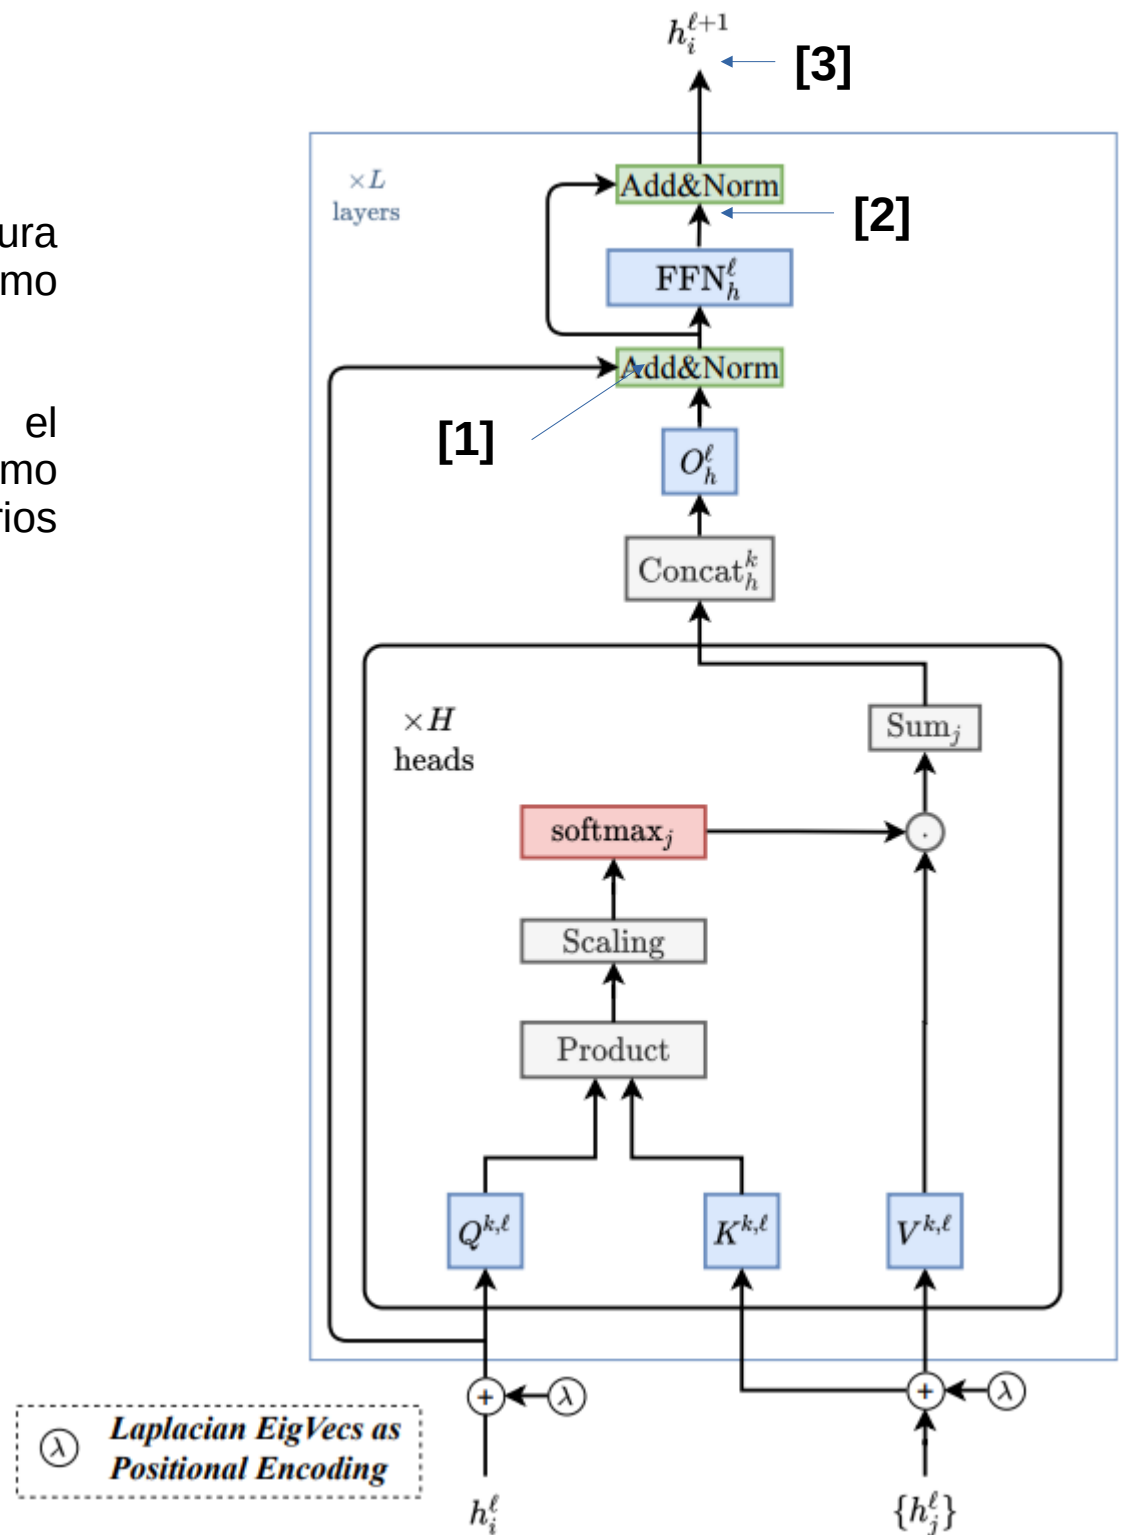 h_i^{ℓ+1}
[3]
×L
layers
Add&Norm
[2]
ura
FFN_h^ℓ
mo
Add&Norm
el
[1]
O_h^ℓ
mo
rios
Concat_h^k
×H
heads
Sum_j
softmax_j
·
Scaling
Product
Q^{k,ℓ}
K^{k,ℓ}
V^{k,ℓ}
+ λ
+ λ
λ Laplacian EigVecs as
Positional Encoding
h_i^ℓ
{h_j^ℓ}